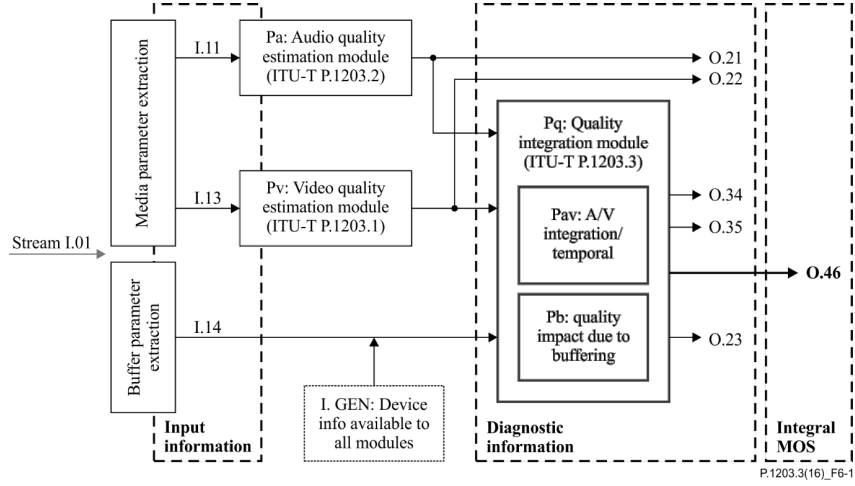 Stream I.01
Media parameter extraction
Buffer parameter
extraction
I.11
I.13
I.14
Input
information
Pa: Audio quality
estimation module
(ITU-T P.1203.2)
Pv: Video quality
estimation module
(ITU-T P.1203.1)
I. GEN: Device
info available to
all modules
Pq: Quality
integration module
(ITU-T P.1203.3)
Pav: A/V
integration/
temporal
Pb: quality
impact due to
buffering
Diagnostic
information
O.21
O.22
O.34
O.35
O.46
O.23
Integral
MOS
P.1203.3(16)_F6-1